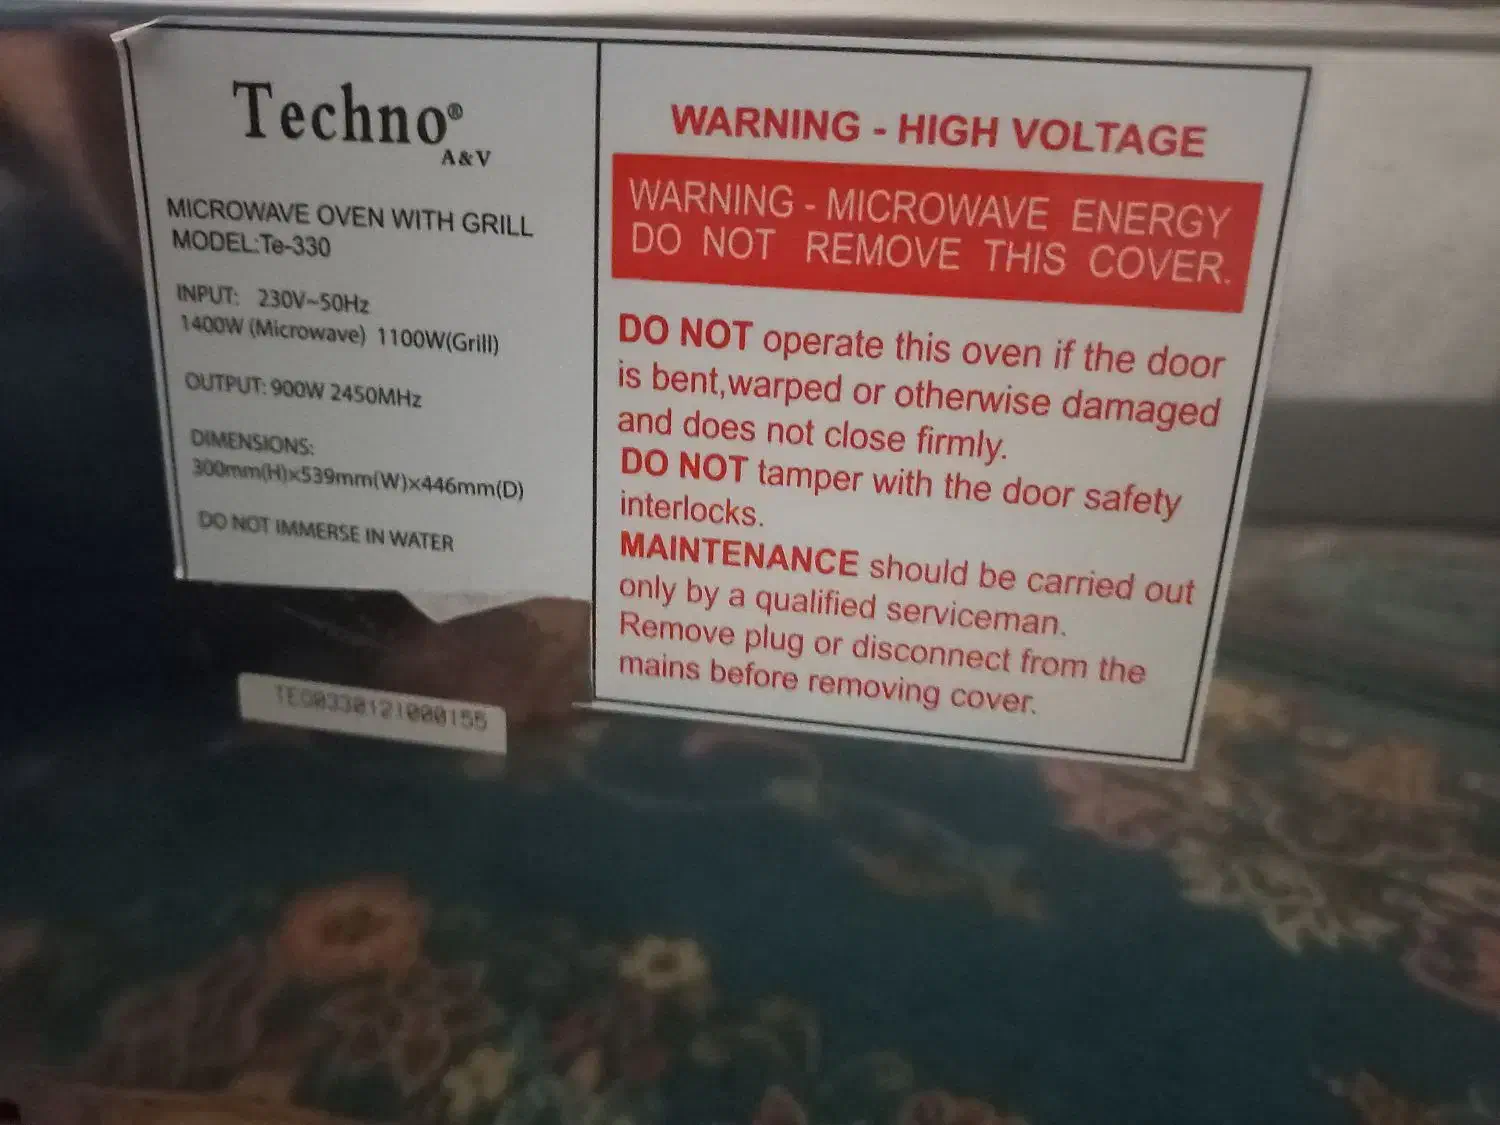 Techno®
A&V
MICROWAVE OVEN WITH GRILL
MODEL:Te-330
INPUT: 230V~50Hz
1400W (Microwave) 1100W(Grill)
OUTPUT: 900W 2450MHz
DIMENSIONS:
300mm(H)×539mm(W)×446mm(D)
DO NOT IMMERSE IN WATER
TEC0330121000155
WARNING - HIGH VOLTAGE
WARNING - MICROWAVE ENERGY
DO NOT REMOVE THIS COVER.
DO NOT operate this oven if the door
is bent,warped or otherwise damaged
and does not close firmly.
DO NOT tamper with the door safety
interlocks.
MAINTENANCE should be carried out
only by a qualified serviceman.
Remove plug or disconnect from the
mains before removing cover.